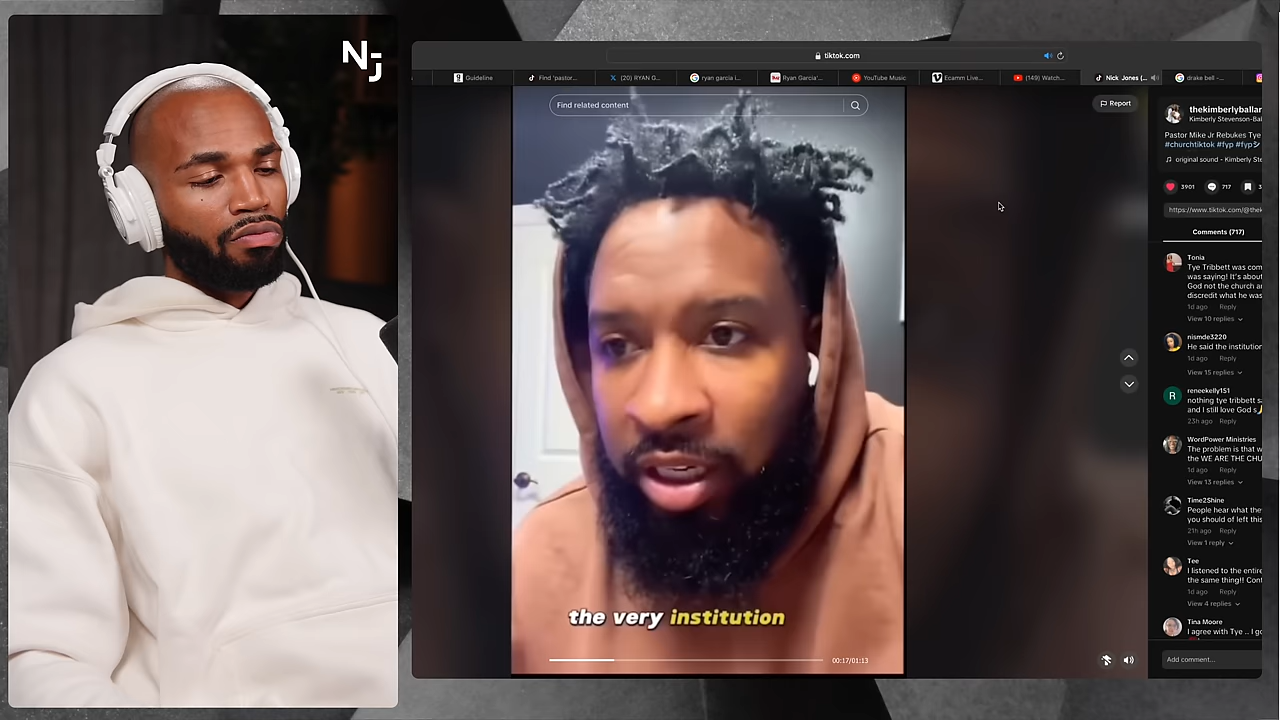 NJ
tiktok.com
Guideline
Find 'pastor...
(20) RYAN G...
ryan garcia i...
Ryan Garcia'...
YouTube Music
Ecamm Live...
(149) Watch...
Nick Jones (...
drake bell -...
Find related content
Report
thekimberlyballar
Kimberly Stevenson-Bal
Pastor Mike Jr Rebukes Tye
#churchtiktok #fyp #fypシ
original sound - Kimberly Ste
3901
717
3
https://www.tiktok.com/@thek
Comments (717)
Tonia
Tye Tribbett was com
was saying! It's about
God not the church ar
discredit what he was
1d ago Reply
View 10 replies
nismde3220
He said the institution
1d ago Reply
View 15 replies
R
reneekelly151
nothing tye tribbett sa
and I still love God s
23h ago Reply
WordPower Ministries
The problem is that w
the WE ARE THE CHU
1d ago Reply
View 13 replies
Time2Shine
People hear what the
you should of left this
21h ago Reply
View 1 reply
Tee
I listened to the entire
the same thing!! Cont
1d ago Reply
View 4 replies
Tina Moore
I agree with Tye .. I go
the very institution
00:17/01:13
Add comment...